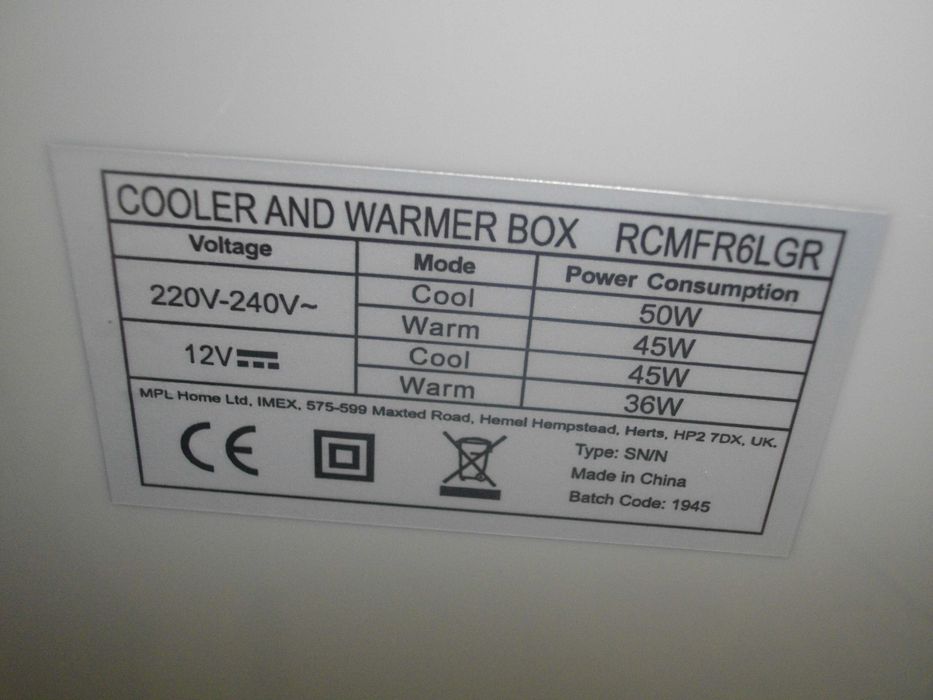 COOLER AND WARMER BOX RCMFR6LGR
Voltage Mode Power Consumption
220V-240V~ Cool 50W
Warm 45W
12V⎓ Cool 45W
Warm 36W
MPL Home Ltd, IMEX, 575-599 Maxted Road, Hemel Hempstead, Herts, HP2 7DX, UK.
CE
Type: SN/N
Made in China
Batch Code: 1945